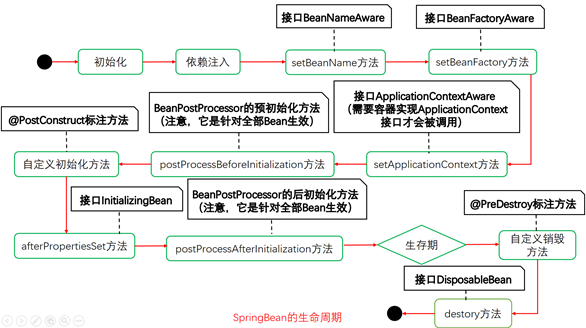 接口BeanNameAware
接口BeanFactoryAware
初始化
依赖注入
setBeanName方法
setBeanFactory方法
@PostConstruct标注方法
BeanPostProcessor的预初始化方法
（注意，它是针对全部Bean生效）
接口ApplicationContextAware
（需要容器实现ApplicationContext
接口才会被调用）
自定义初始化方法
postProcessBeforeInitialization方法
setApplicationContext方法
接口InitializingBean
BeanPostProcessor的后初始化方法
（注意，它是针对全部Bean生效）
@PreDestroy标注方法
afterPropertiesSet方法
postProcessAfterInitialization方法
生存期
自定义销毁
方法
接口DisposableBean
SpringBean的生命周期
destory方法